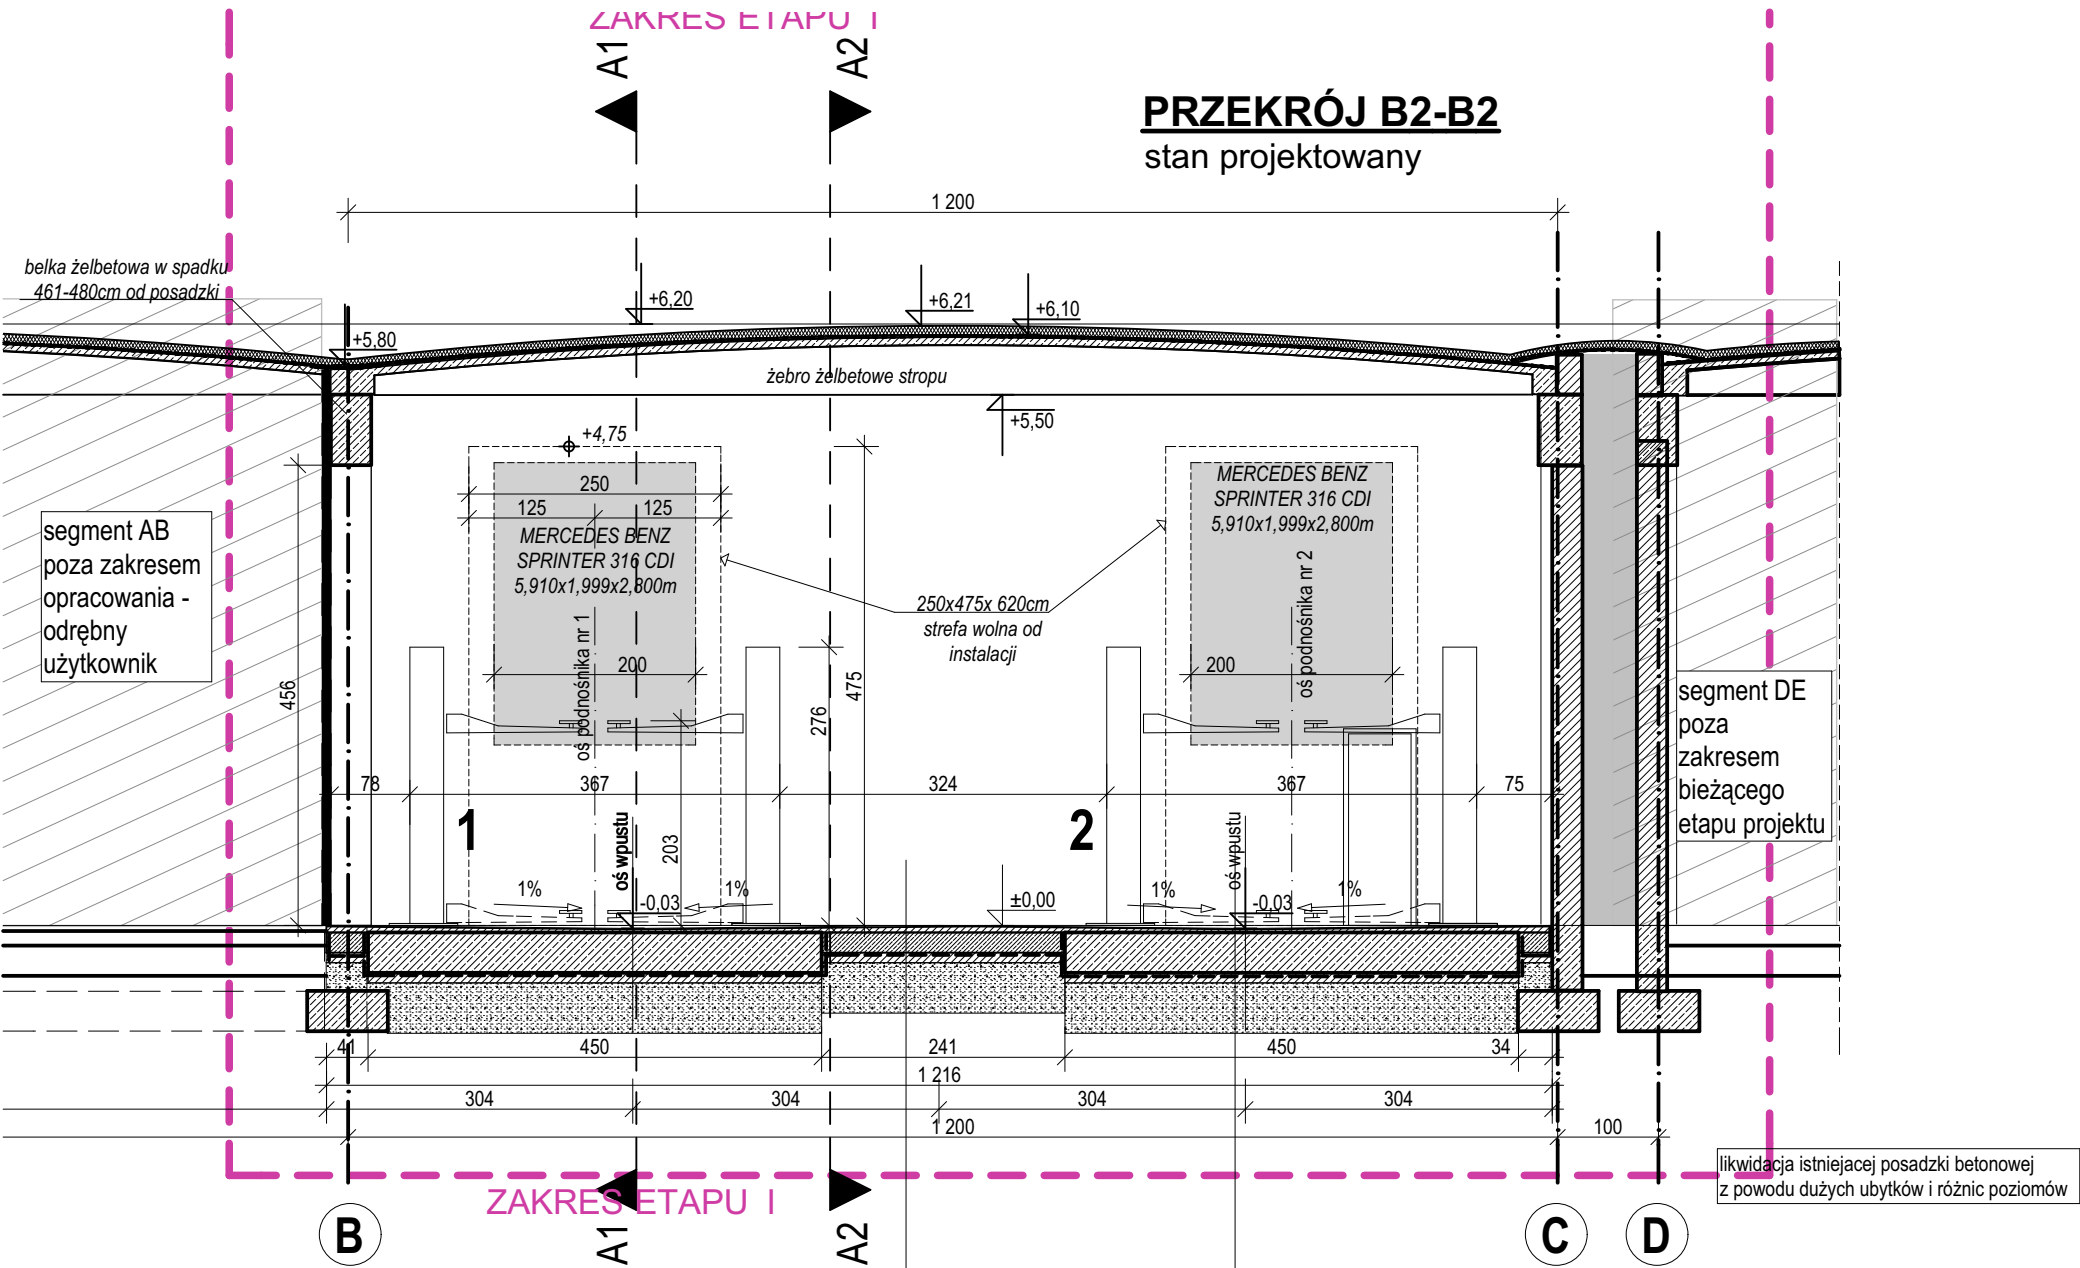 ZAKRES ETAPU I
A1
A2
PRZEKRÓJ B2-B2
stan projektowany
1 200
belka żelbetowa w spadku
461-480cm od posadzki
+6,20
+6,21
+6,10
+5,80
żebro żelbetowe stropu
+5,50
+4,75
250
125
125
MERCEDES BENZ
SPRINTER 316 CDI
5,910x1,999x2,800m
MERCEDES BENZ
SPRINTER 316 CDI
5,910x1,999x2,800m
segment AB
poza zakresem
opracowania -
odrębny
użytkownik
250x475x 620cm
strefa wolna od
instalacji
oś podnośnika nr 1
oś podnośnika nr 2
200
200
456
475
276
segment DE
poza
zakresem
bieżącego
etapu projektu
78
367
324
367
75
1
2
203
oś wpustu
oś wpustu
1%
1%
1%
1%
-0,03
±0,00
-0,03
41
450
241
450
34
1 216
304
304
304
304
1 200
100
likwidacja istniejacej posadzki betonowej
z powodu dużych ubytków i różnic poziomów
ZAKRES ETAPU I
A1
A2
B
C
D